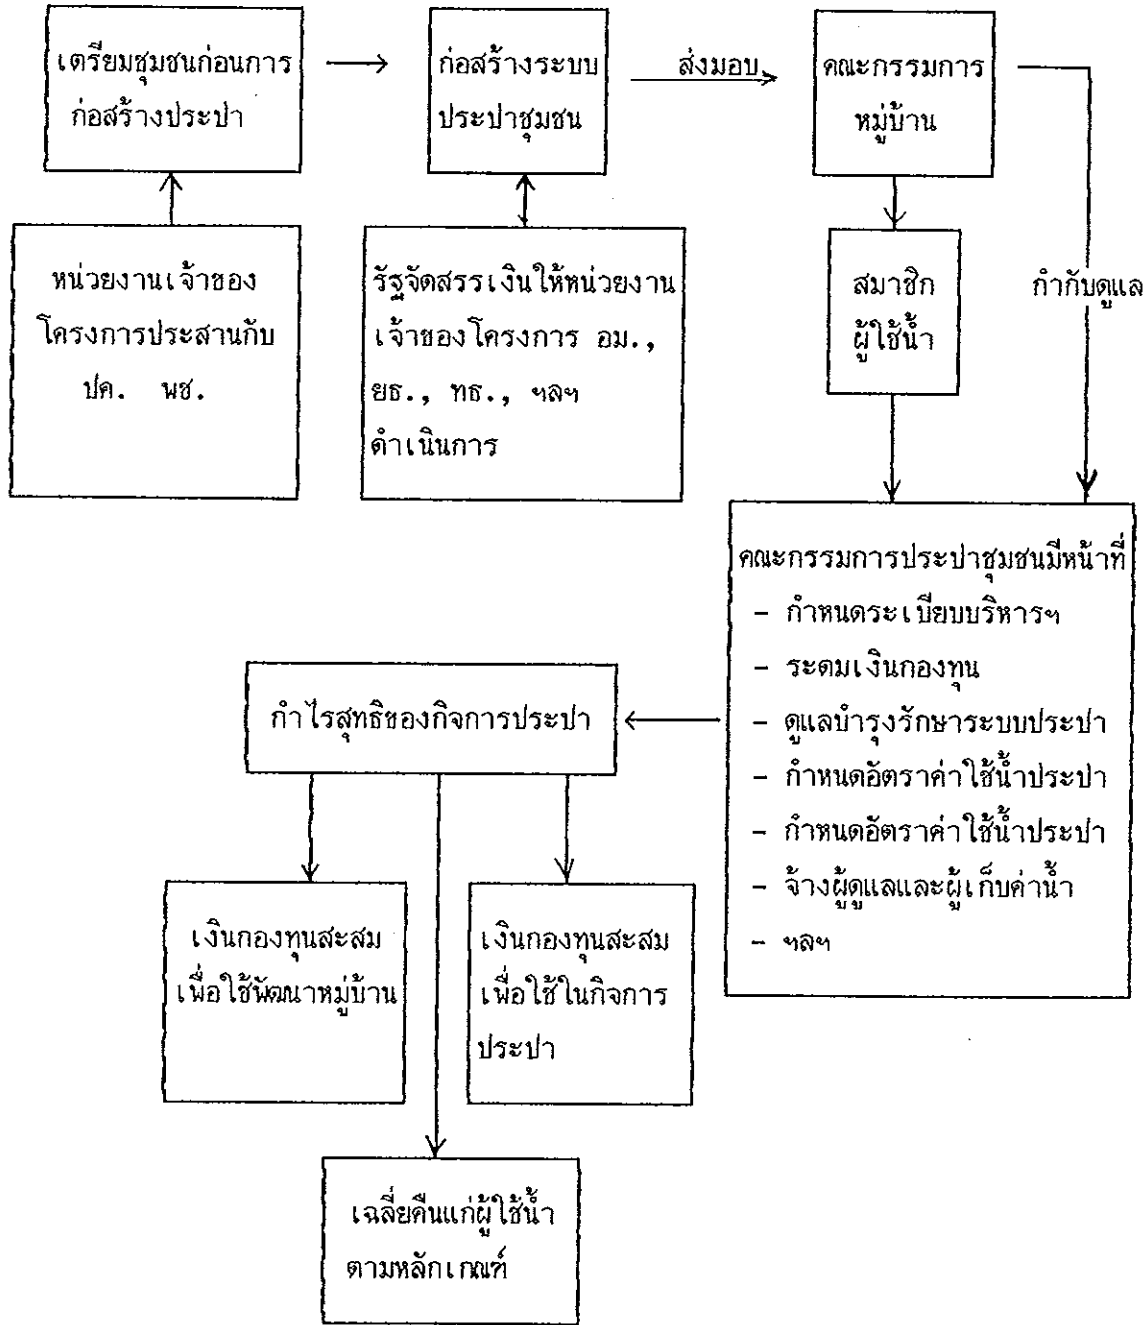 เตรียมชุมชนก่อนการ
ก่อสร้างประปา
ก่อสร้างระบบ
ประปาชุมชน
ส่งมอบ
คณะกรรมการ
หมู่บ้าน
หน่วยงานเจ้าของ
โครงการประสานกับ
ปค. พช.
รัฐจัดสรรเงินให้หน่วยงาน
เจ้าของโครงการ อม.,
ยธ., ทธ., ฯลฯ
ดำเนินการ
สมาชิก
ผู้ใช้น้ำ
กำกับดูแล
คณะกรรมการประปาชุมชนมีหน้าที่
- กำหนดระเบียบบริหารฯ
- ระดมเงินกองทุน
- ดูแลบำรุงรักษาระบบประปา
- กำหนดอัตราค่าใช้น้ำประปา
- กำหนดอัตราค่าใช้น้ำประปา
- จ้างผู้ดูแลและผู้เก็บค่าน้ำ
- ฯลฯ
กำไรสุทธิของกิจการประปา
เงินกองทุนสะสม
เพื่อใช้พัฒนาหมู่บ้าน
เงินกองทุนสะสม
เพื่อใช้ในกิจการ
ประปา
เฉลี่ยคืนแก่ผู้ใช้น้ำ
ตามหลักเกณฑ์